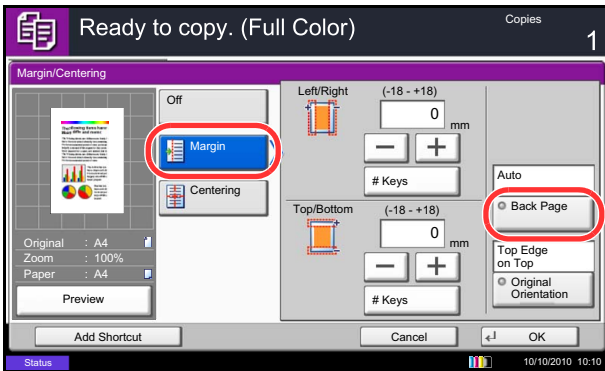 Ready to copy. (Full Color)
Copies
1
Margin/Centering
Off
Margin
Centering
Original : A4
Zoom : 100%
Paper : A4
Preview
Left/Right
(-18 - +18)
0
mm
# Keys
Top/Bottom
(-18 - +18)
0
mm
# Keys
Auto
Back Page
Top Edge
on Top
Original
Orientation
Add Shortcut
Cancel
OK
Status
10/10/2010 10:10